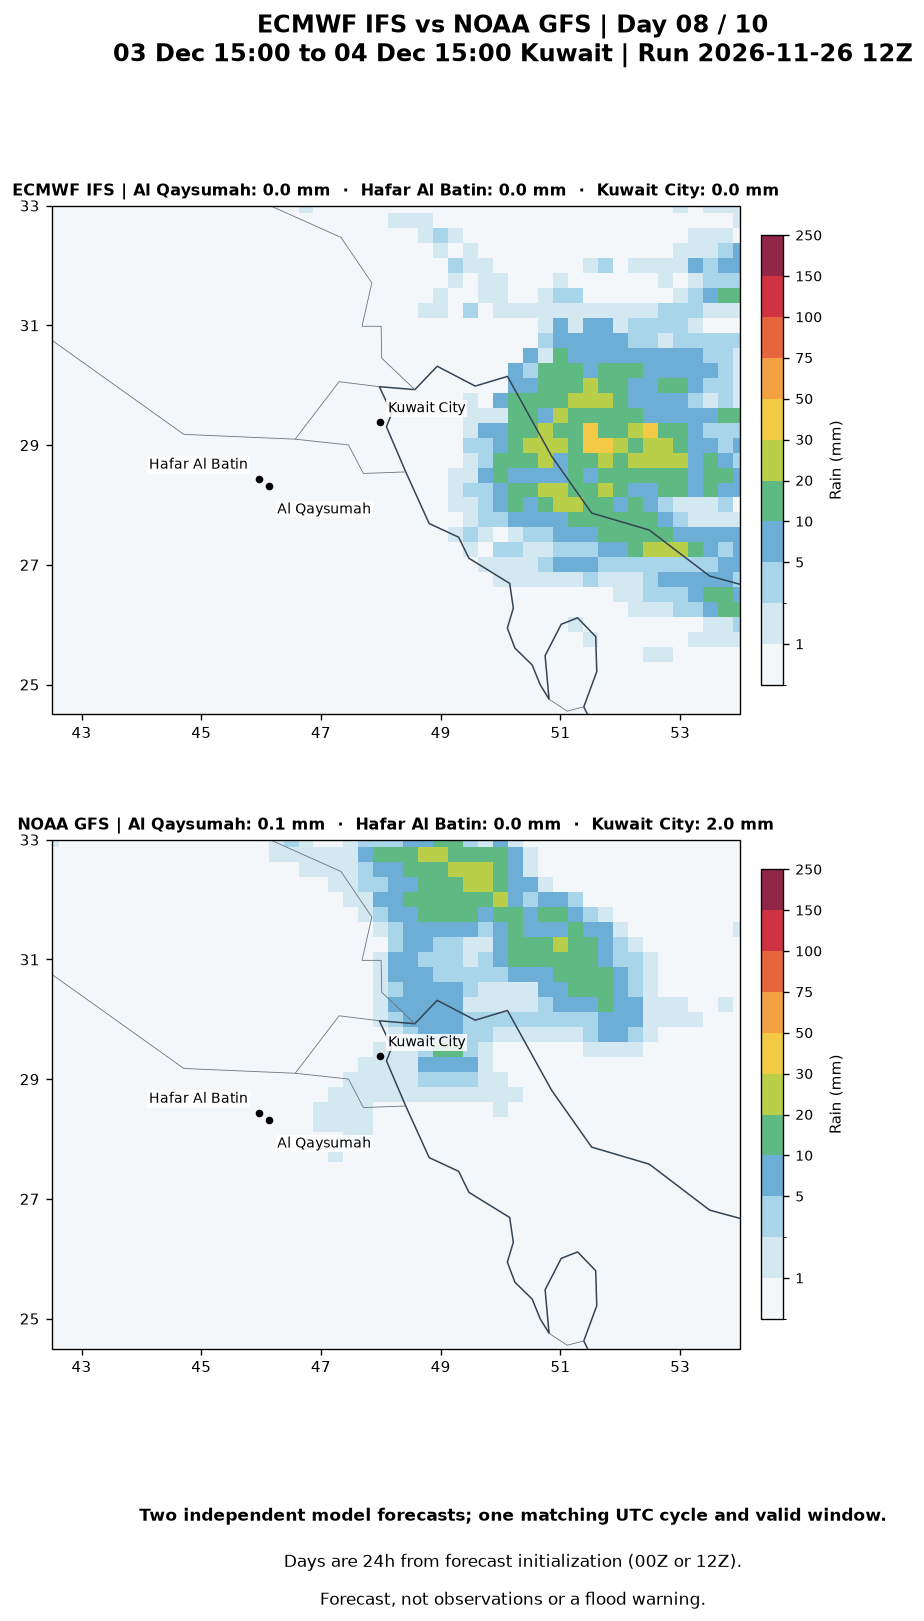 ECMWF IFS vs NOAA GFS | Day 08 / 10
03 Dec 15:00 to 04 Dec 15:00 Kuwait | Run 2026-11-26 12Z
ECMWF IFS | Al Qaysumah: 0.0 mm · Hafar Al Batin: 0.0 mm · Kuwait City: 0.0 mm
33
31
29
27
25
Kuwait City
Hafar Al Batin
Al Qaysumah
43 45 47 49 51 53
250
150
100
75
50
30
20
10
5
1
Rain (mm)
NOAA GFS | Al Qaysumah: 0.1 mm · Hafar Al Batin: 0.0 mm · Kuwait City: 2.0 mm
33
31
29
27
25
Kuwait City
Hafar Al Batin
Al Qaysumah
43 45 47 49 51 53
250
150
100
75
50
30
20
10
5
1
Rain (mm)
Two independent model forecasts; one matching UTC cycle and valid window.
Days are 24h from forecast initialization (00Z or 12Z).
Forecast, not observations or a flood warning.